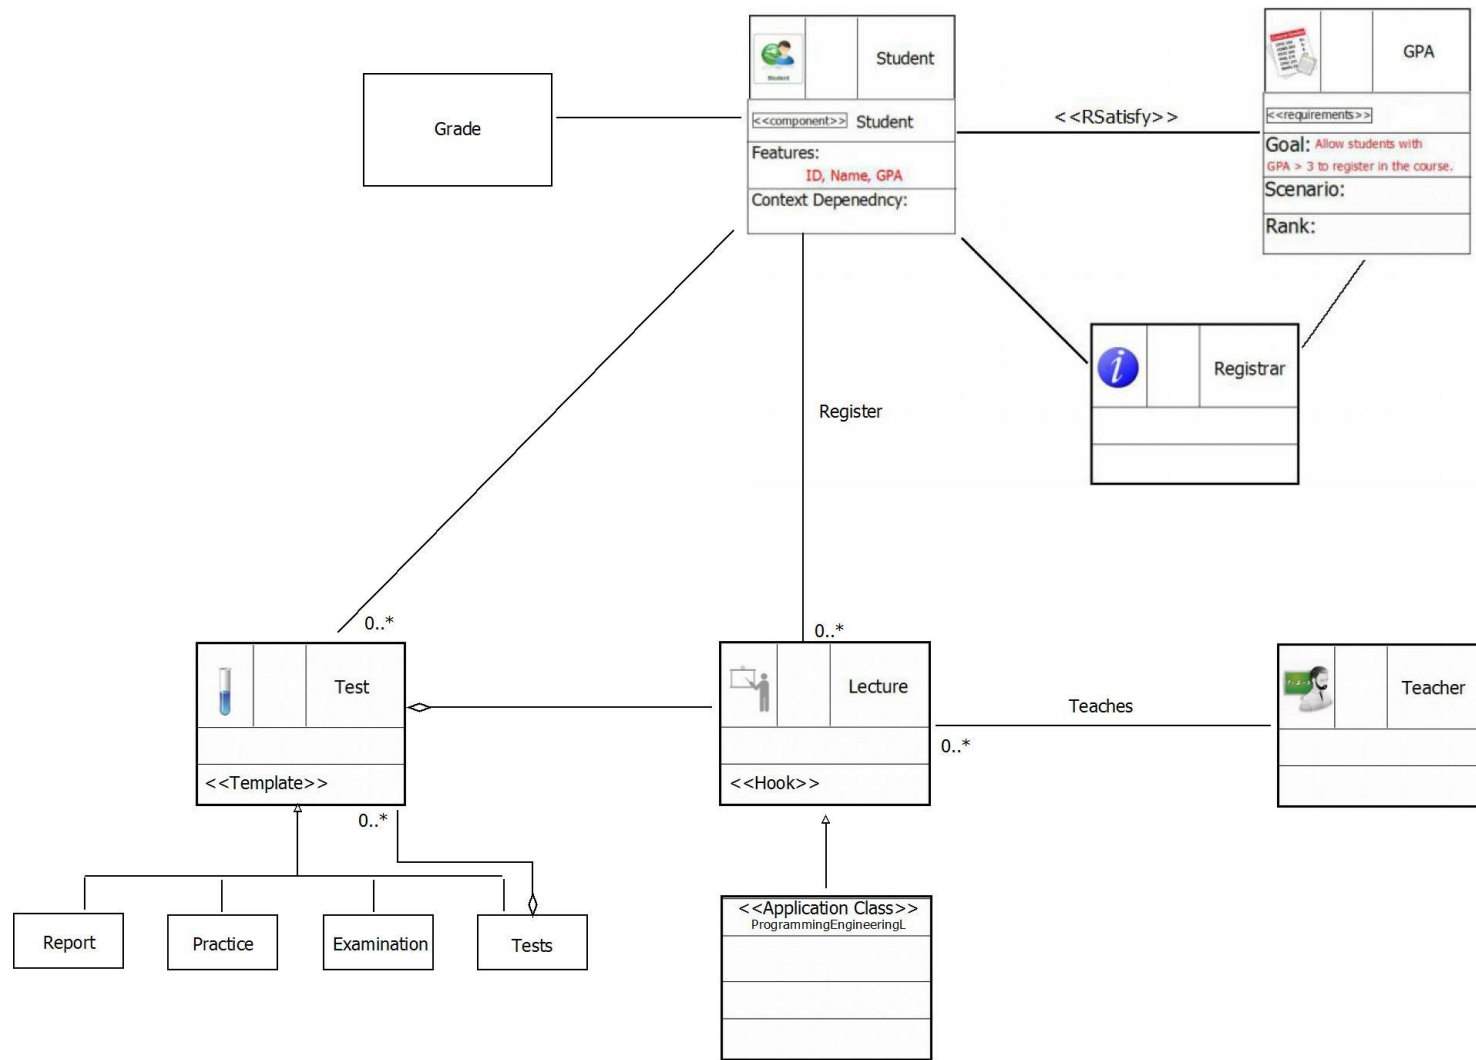 Student
GPA
Student
<<component>> Student
Features:
ID, Name, GPA
Context Depenedncy:
<<RSatisfy>>
<<requirements>>
Goal: Allow students with
GPA > 3 to register in the course.
Scenario:
Rank:
Grade
Registrar
Register
0..*
0..*
Test
<<Template>>
Lecture
<<Hook>>
Teaches
0..*
Teacher
0..*
Report
Practice
Examination
Tests
<<Application Class>>
ProgrammingEngineeringL